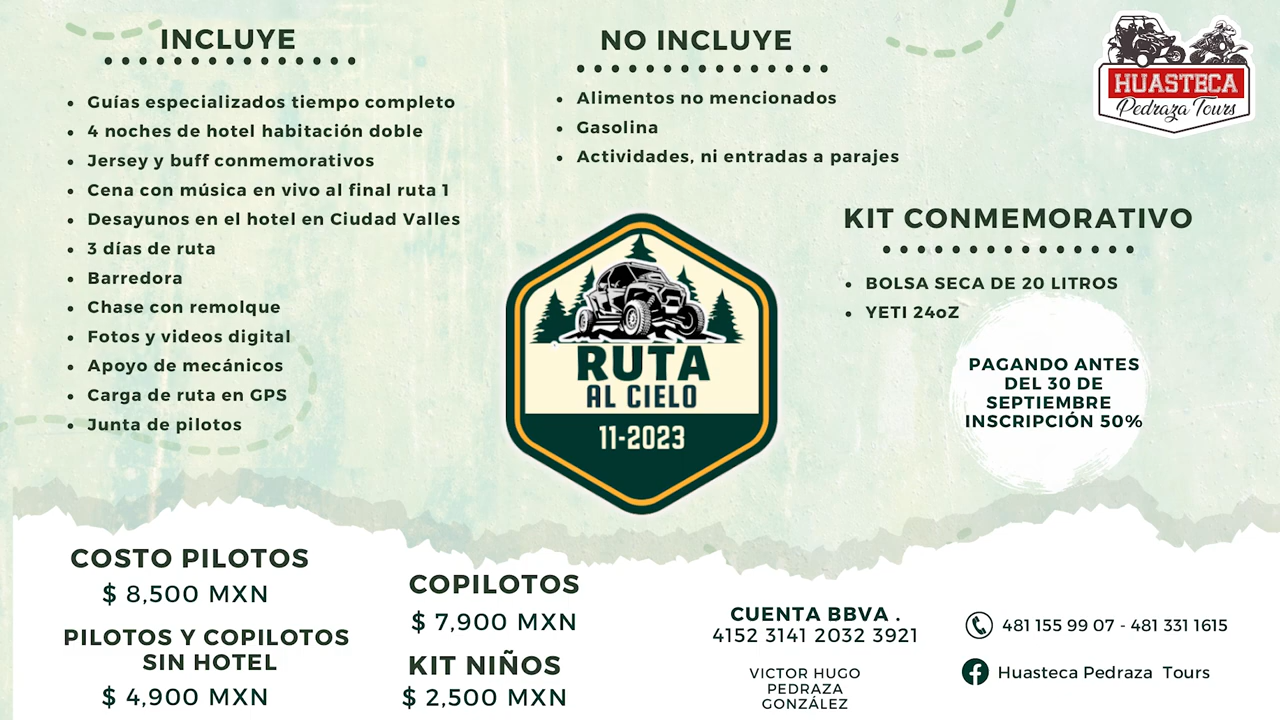 INCLUYE
Guías especializados tiempo completo
4 noches de hotel habitación doble
Jersey y buff conmemorativos
Cena con música en vivo al final ruta 1
Desayunos en el hotel en Ciudad Valles
3 días de ruta
Barredora
Chase con remolque
Fotos y videos digital
Apoyo de mecánicos
Carga de ruta en GPS
Junta de pilotos
NO INCLUYE
Alimentos no mencionados
Gasolina
Actividades, ni entradas a parajes
HUASTECA
Pedraza Tours
KIT CONMEMORATIVO
BOLSA SECA DE 20 LITROS
YETI 24oZ
PAGANDO ANTES
DEL 30 DE
SEPTIEMBRE
INSCRIPCIÓN 50%
RUTA
AL CIELO
11-2023
COSTO PILOTOS
$ 8,500 MXN
PILOTOS Y COPILOTOS
SIN HOTEL
$ 4,900 MXN
COPILOTOS
$ 7,900 MXN
KIT NIÑOS
$ 2,500 MXN
CUENTA BBVA .
4152 3141 2032 3921
VICTOR HUGO
PEDRAZA
GONZÁLEZ
481 155 99 07 - 481 331 1615
Huasteca Pedraza Tours